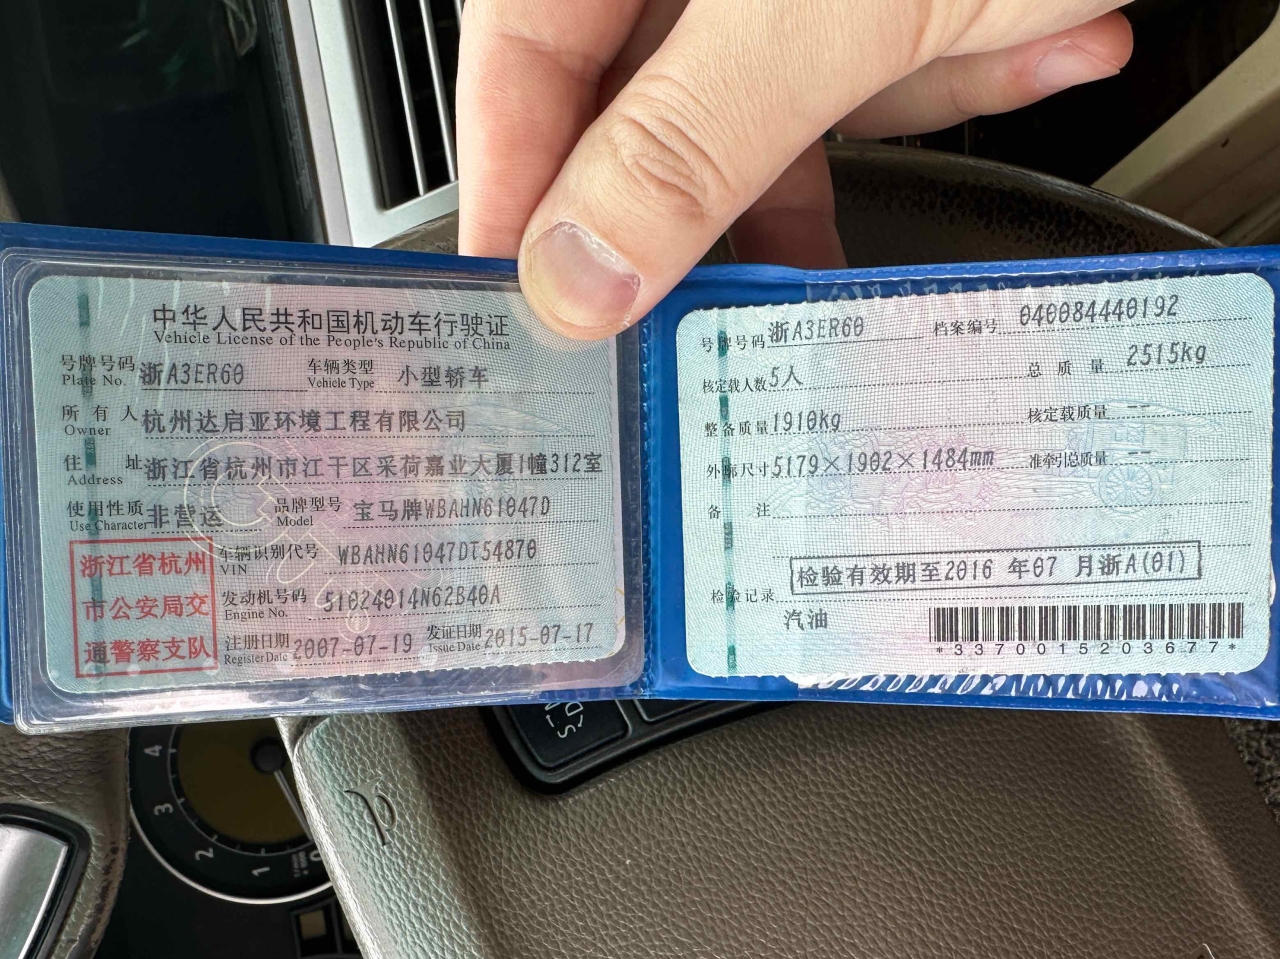 中华人民共和国机动车行驶证
Vehicle License of the People's Republic of China
号牌号码 浙A3ER60 车辆类型 小型轿车
Plate No. Vehicle Type
所有人 杭州达启亚环境工程有限公司
Owner
住址 浙江省杭州市江干区采荷嘉业大厦1幢312室
Address
使用性质 非营运 品牌型号 宝马牌WBAHN61047D
Use Character Model
浙江省杭州
市公安局交
通警察支队
车辆识别代号 WBAHN61047DT54870
VIN
发动机号码 51024014N62B40A
Engine No.
注册日期 2007-07-19 发证日期 2015-07-17
Register Date Issue Date
号牌号码 浙A3ER60 档案编号 040084440192
核定载人数 5人 总质量 2515kg
整备质量 1910kg 核定载质量 --
外廓尺寸 5179×1902×1484mm 准牵引总质量 --
备注
检验有效期至2016 年07 月浙A(01)
检验记录
汽油
*3370015203677*
4
3
2
1
0